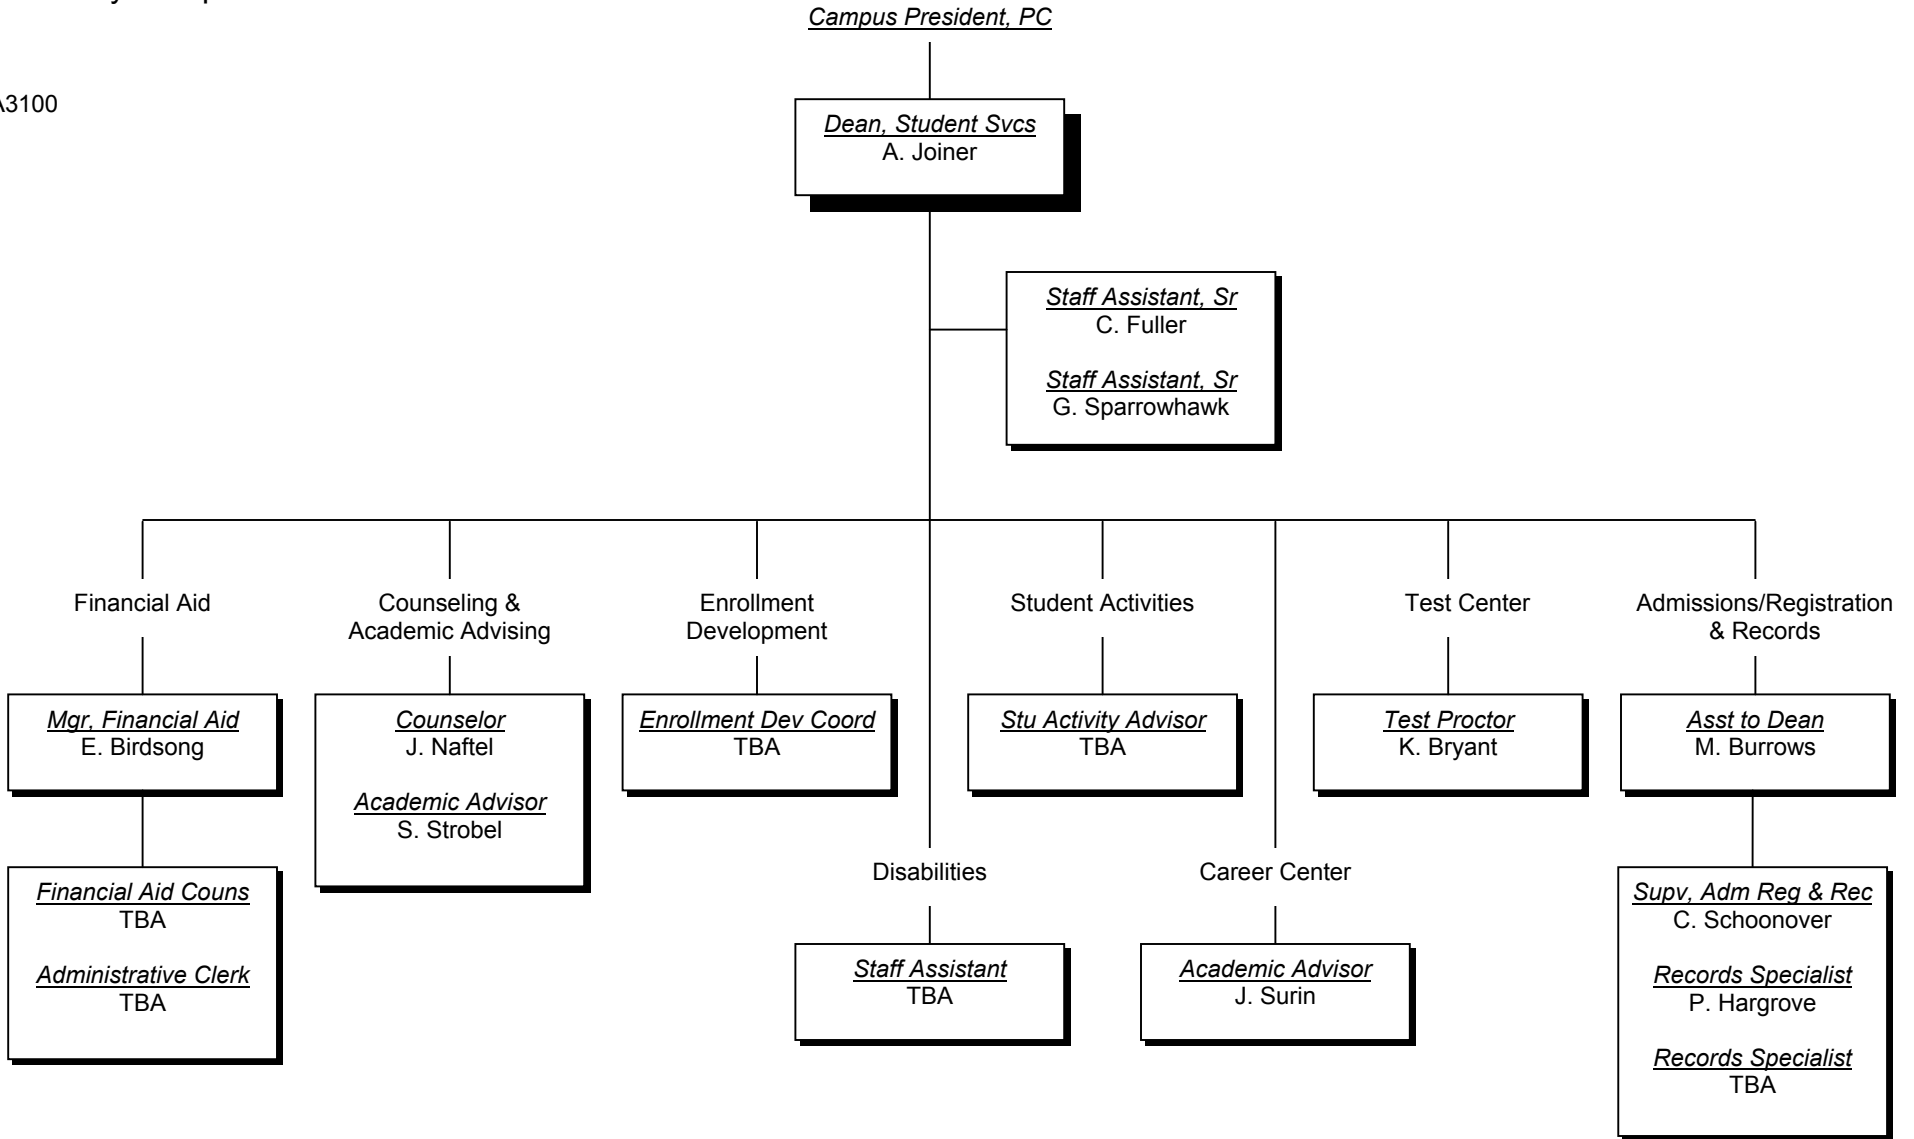 Campus President, PC
A3100
Dean, Student Svcs
A. Joiner
Staff Assistant, Sr
C. Fuller
Staff Assistant, Sr
G. Sparrowhawk
Financial Aid
Mgr, Financial Aid
E. Birdsong
Financial Aid Couns
TBA
Administrative Clerk
TBA
Counseling &
Academic Advising
Counselor
J. Naftel
Academic Advisor
S. Strobel
Enrollment
Development
Enrollment Dev Coord
TBA
Disabilities
Staff Assistant
TBA
Student Activities
Stu Activity Advisor
TBA
Career Center
Academic Advisor
J. Surin
Test Center
Test Proctor
K. Bryant
Admissions/Registration
& Records
Asst to Dean
M. Burrows
Supv, Adm Reg & Rec
C. Schoonover
Records Specialist
P. Hargrove
Records Specialist
TBA